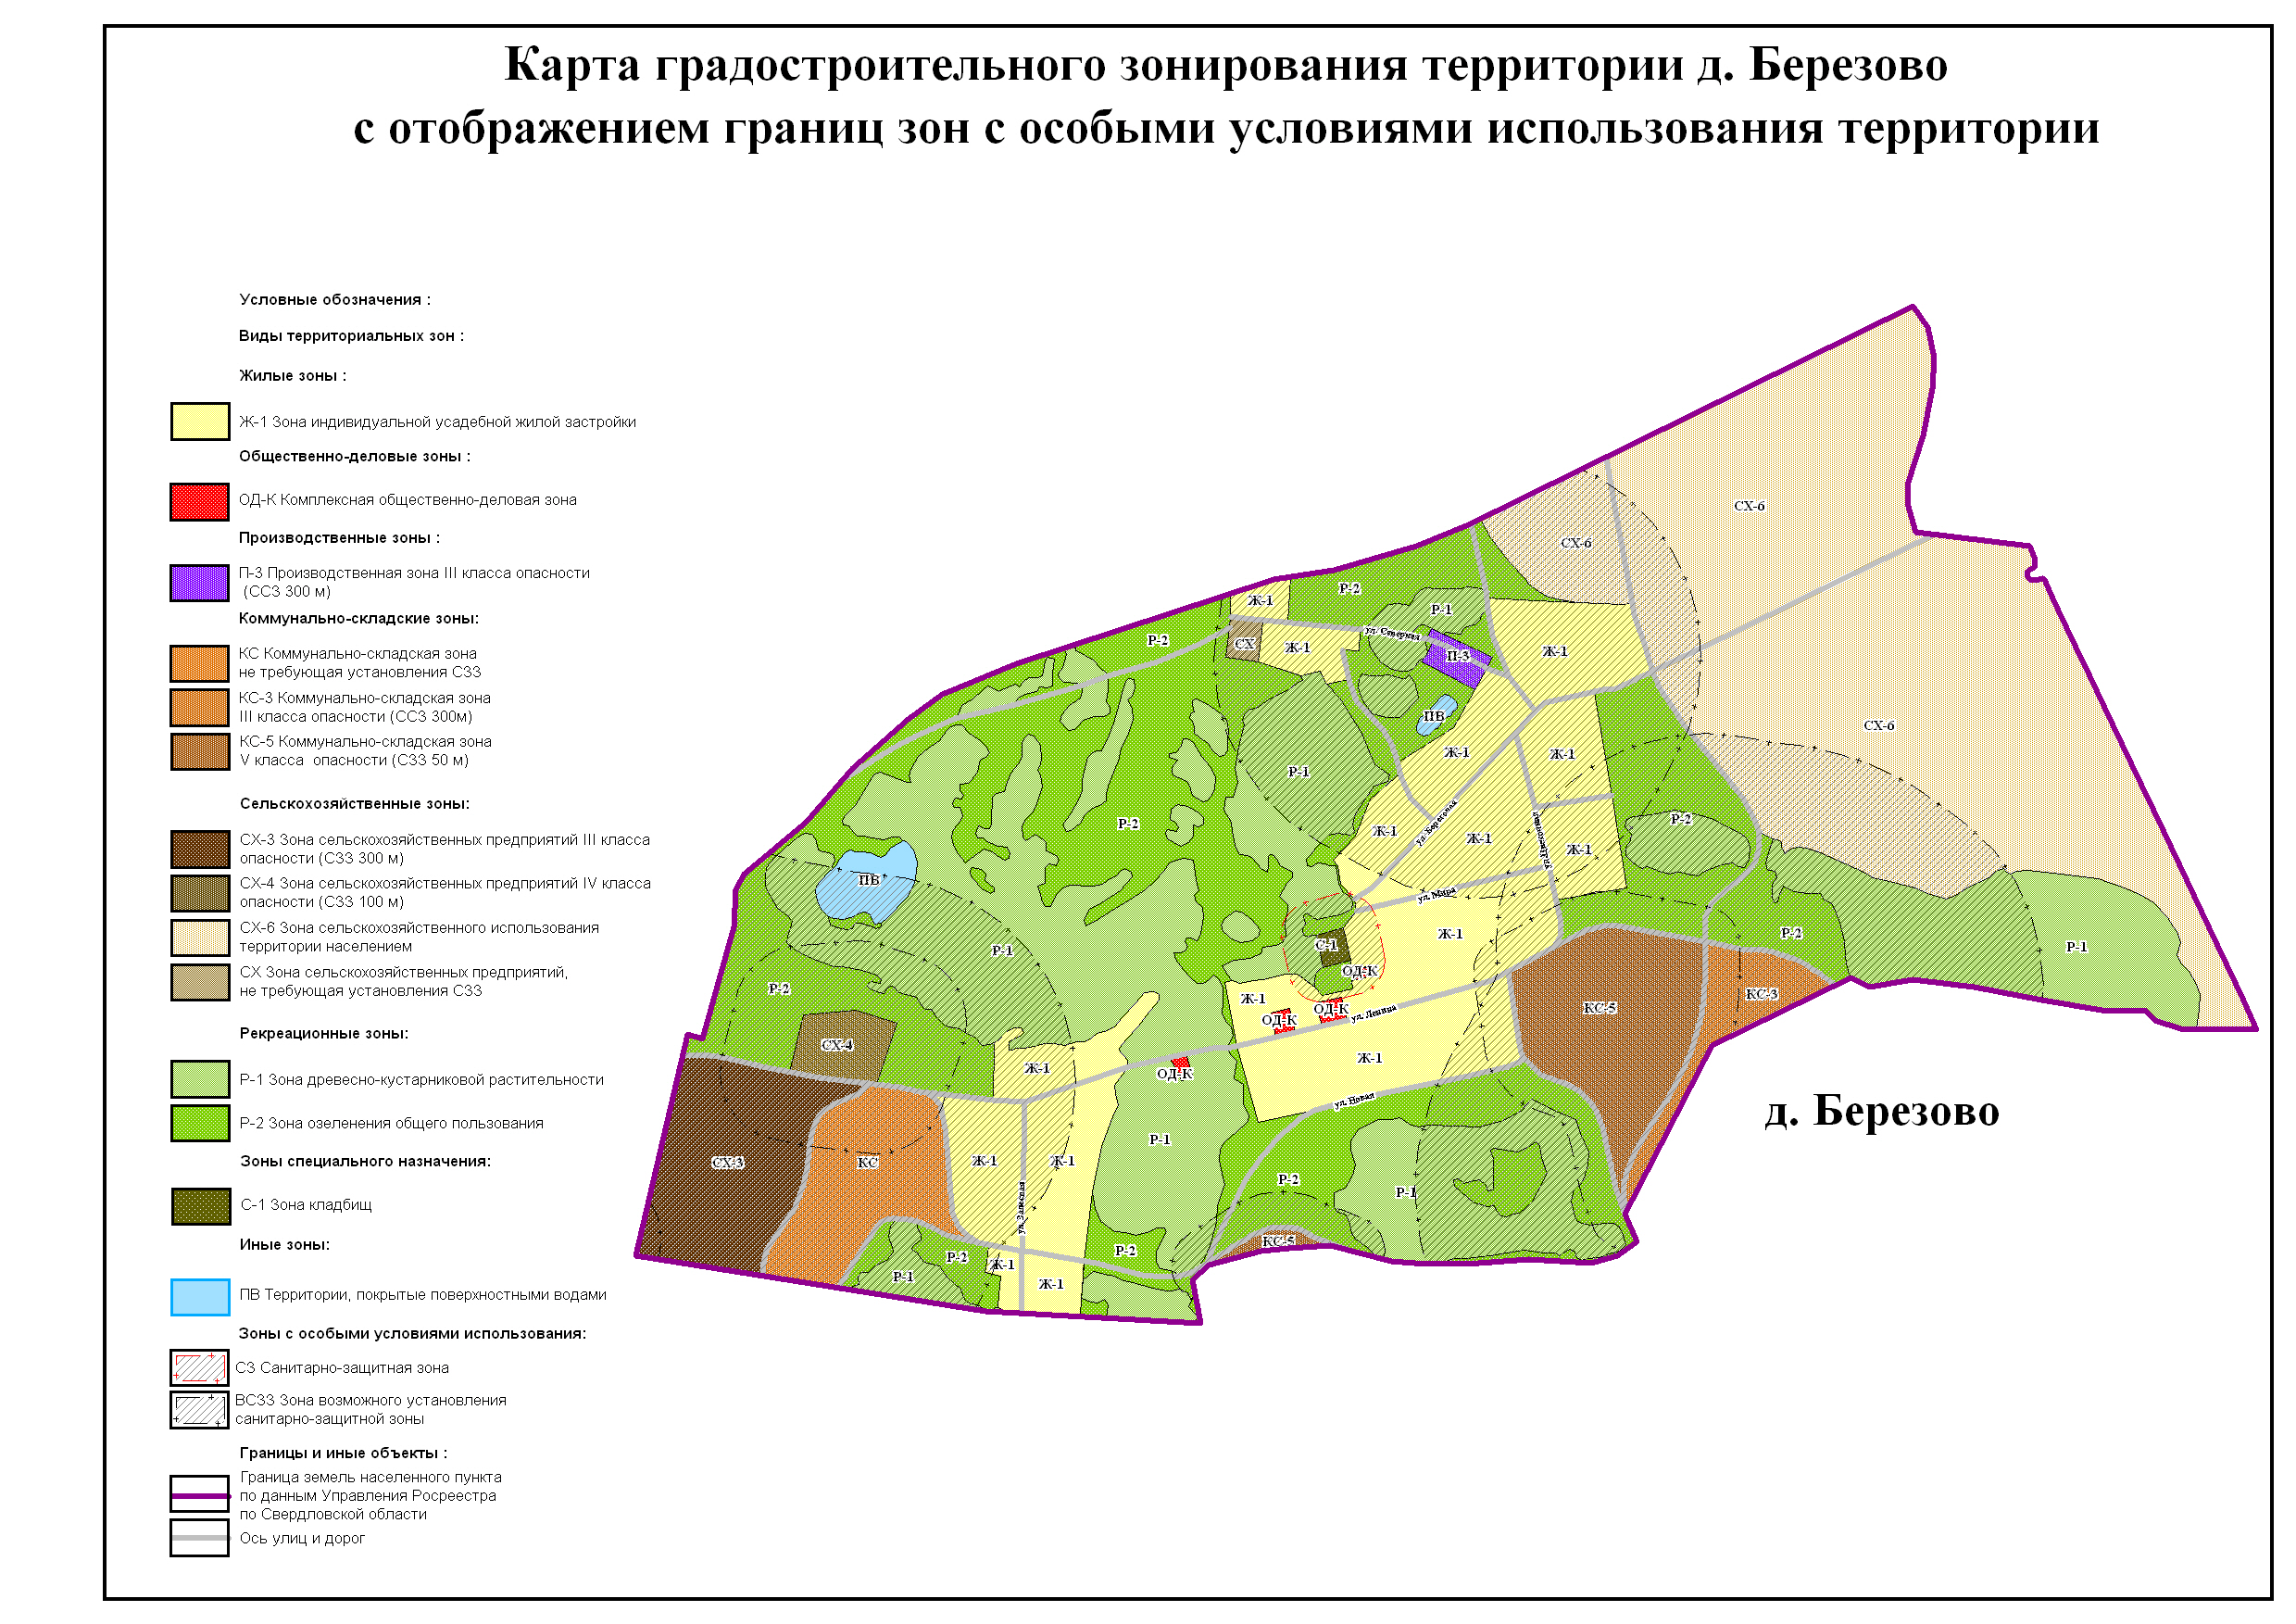 Карта градостроительного зонирования территории д. Березово
с отображением границ зон с особыми условиями использования территории
Условные обозначения :
Виды территориальных зон :
Жилые зоны :
Ж-1 Зона индивидуальной усадебной жилой застройки
Общественно-деловые зоны :
ОД-К Комплексная общественно-деловая зона
Производственные зоны :
П-3 Производственная зона III класса опасности
(ССЗ 300 м)
Коммунально-складские зоны:
КС Коммунально-складская зона
не требующая установления СЗЗ
КС-3 Коммунально-складская зона
III класса опасности (ССЗ 300м)
КС-5 Коммунально-складская зона
V класса опасности (СЗЗ 50 м)
Сельскохозяйственные зоны:
СХ-3 Зона сельскохозяйственных предприятий III класса
опасности (СЗЗ 300 м)
СХ-4 Зона сельскохозяйственных предприятий IV класса
опасности (СЗЗ 100 м)
СХ-6 Зона сельскохозяйственного использования
территории населением
СХ Зона сельскохозяйственных предприятий,
не требующая установления СЗЗ
Рекреационные зоны:
Р-1 Зона древесно-кустарниковой растительности
Р-2 Зона озеленения общего пользования
Зоны специального назначения:
С-1 Зона кладбищ
Иные зоны:
ПВ Территории, покрытые поверхностными водами
Зоны с особыми условиями использования:
СЗ Санитарно-защитная зона
ВСЗЗ Зона возможного установления
санитарно-защитной зоны
Границы и иные объекты :
Граница земель населенного пункта
по данным Управления Росреестра
по Свердловской области
Ось улиц и дорог
СХ-6
СХ-6
Р-2
Ж-1
Р-1
ул. Северная
Р-2
СХ
Ж-1
П-3
Ж-1
СХ-6
ПВ
Ж-1
Ж-1
Р-1
Р-2
Ж-1
ул. Береговая
Ж-1
Р-2
Ж-1
ПВ
ул. Мира
Р-1
С-1
Ж-1
Р-2
Р-1
ОД-К
Р-2
Ж-1
ОД-К
ОД-К
ул. Ленина
КС-5
КС-3
СХ-4
Ж-1
ОД-К
Ж-1
ул. Новая
д. Березово
Р-1
СХ-3
КС
Ж-1
Ж-1
Р-2
Р-1
ул. Западная
Р-2
Р-2
КС-5
Ж-1
Р-1
Ж-1